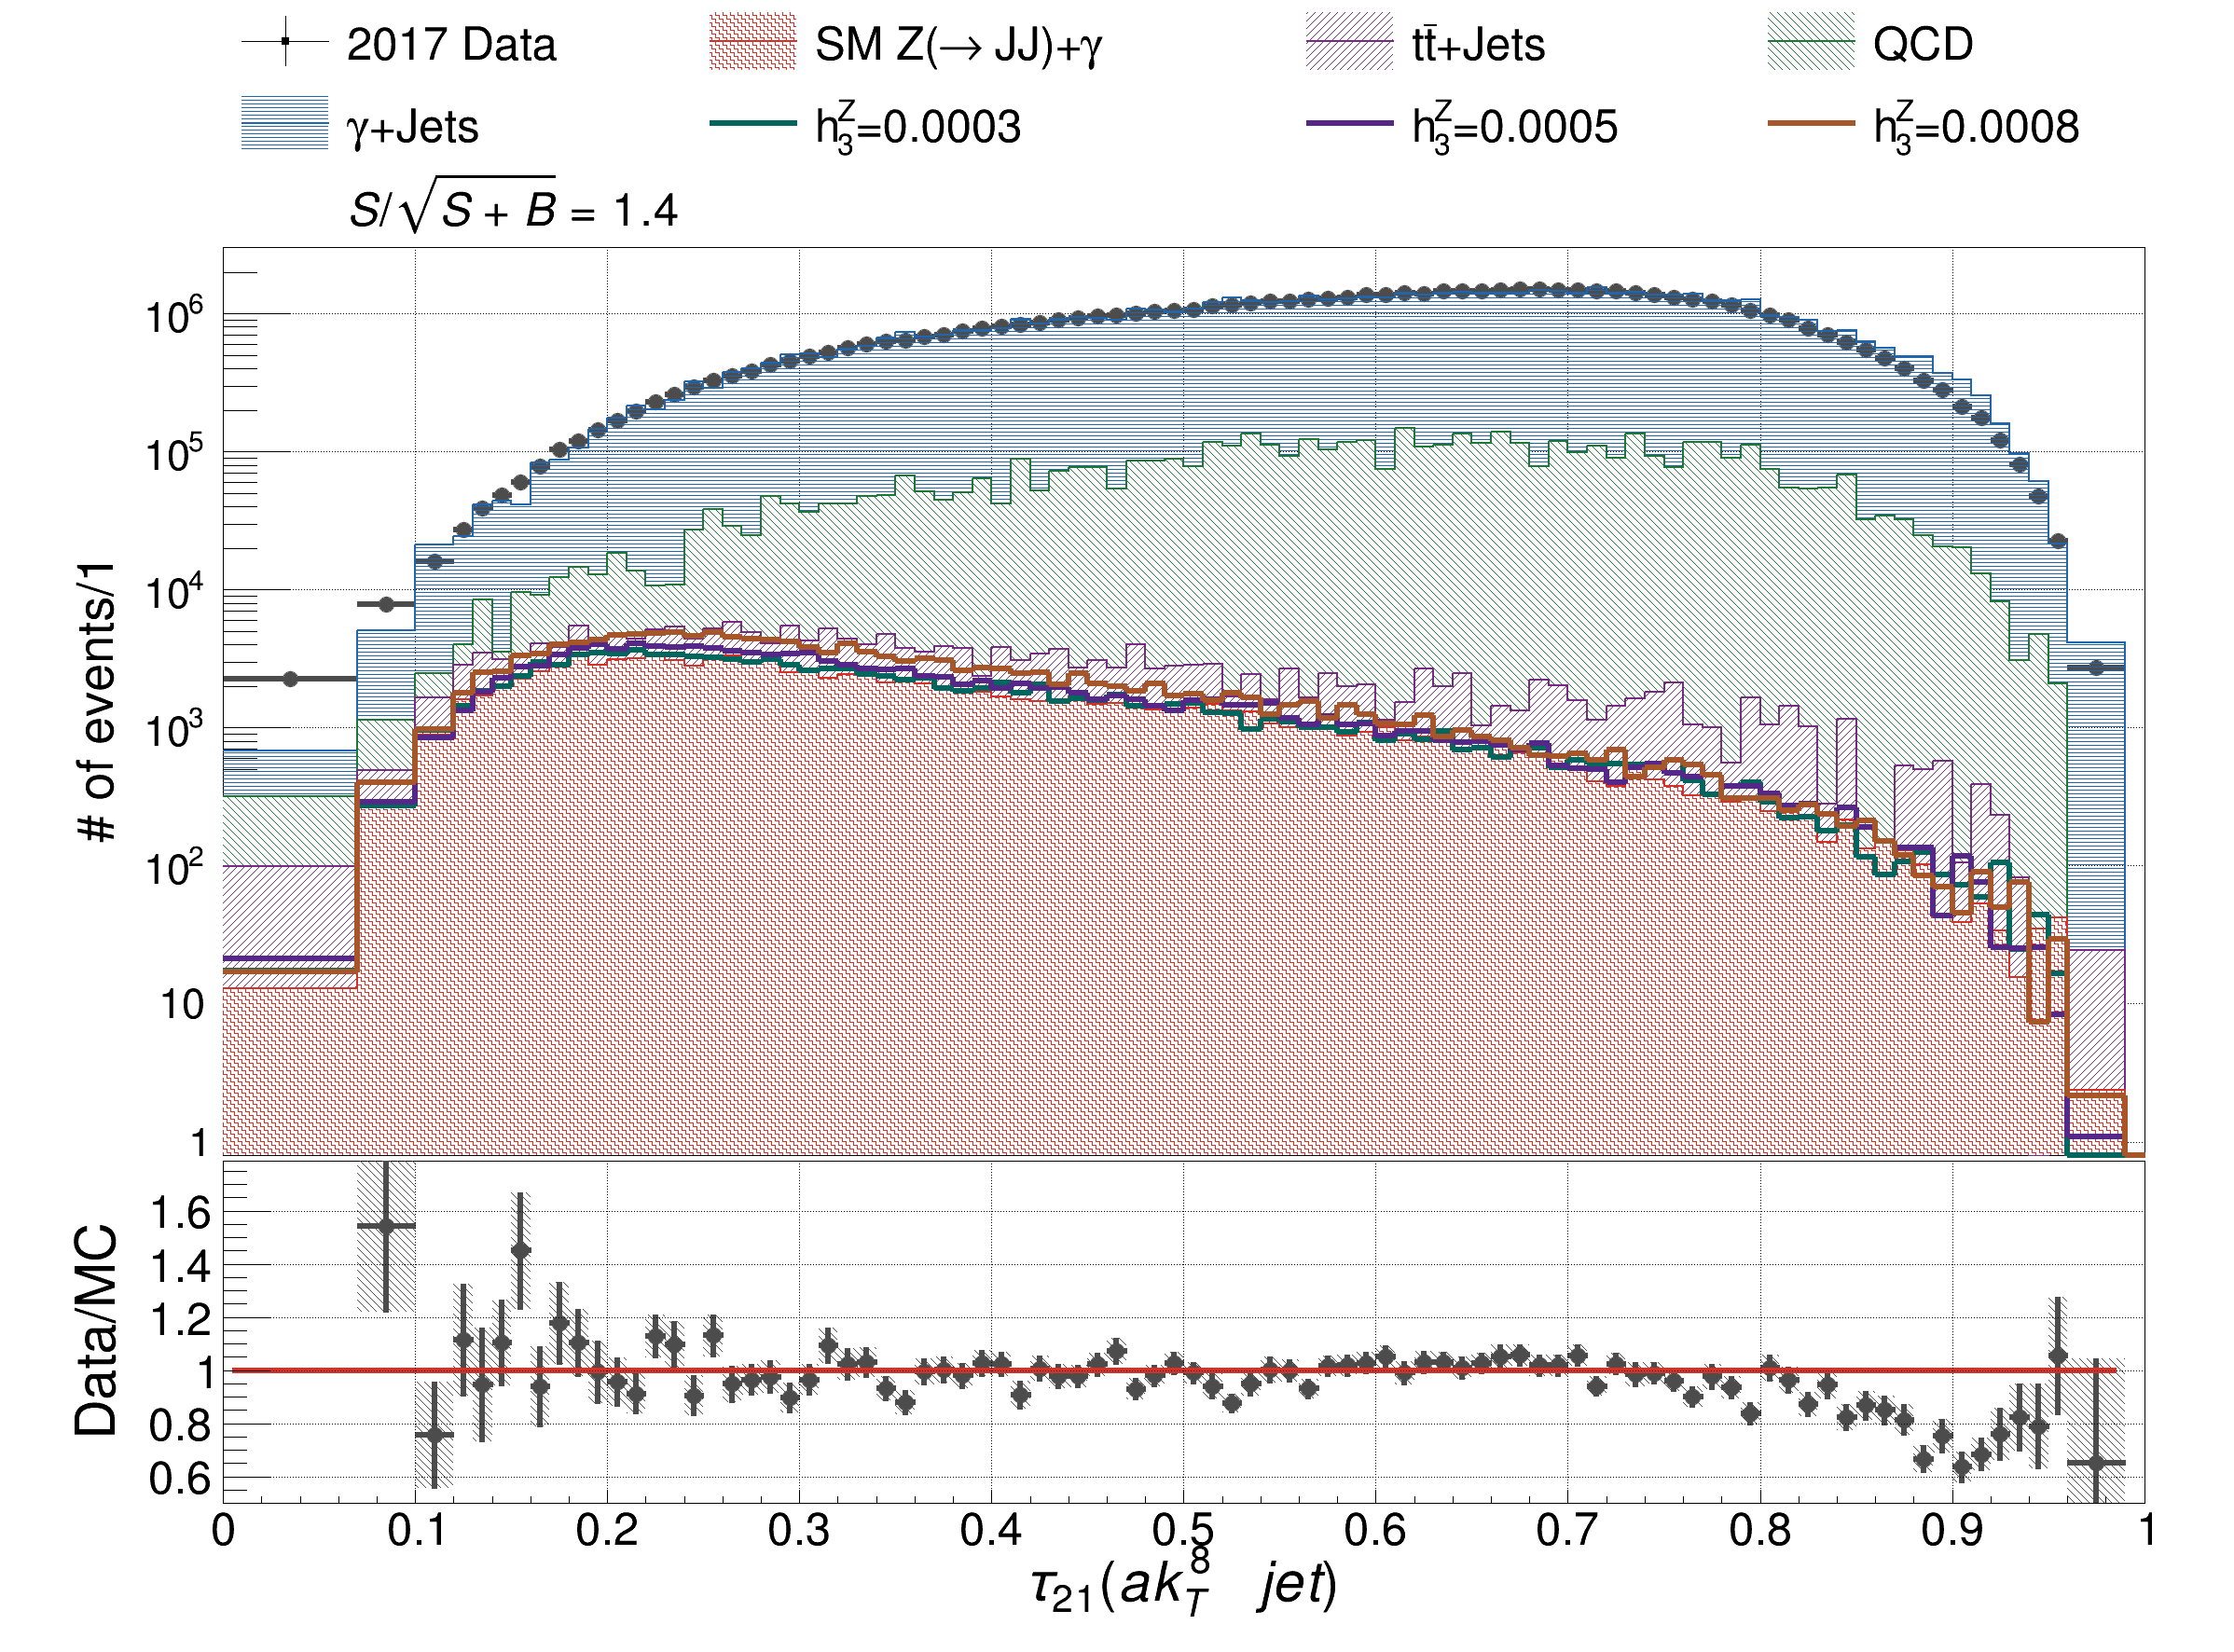 2017 Data SM Z(→ JJ)+γ tt̄+Jets QCD
γ+Jets h₃ᶻ=0.0003 h₃ᶻ=0.0005 h₃ᶻ=0.0008
S/√(S + B) = 1.4
# of events/1
10⁶
10⁵
10⁴
10³
10²
10
1
Data/MC
1.6
1.4
1.2
1
0.8
0.6
0 0.1 0.2 0.3 0.4 0.5 0.6 0.7 0.8 0.9 1
τ₂₁(ak_T^8 jet)